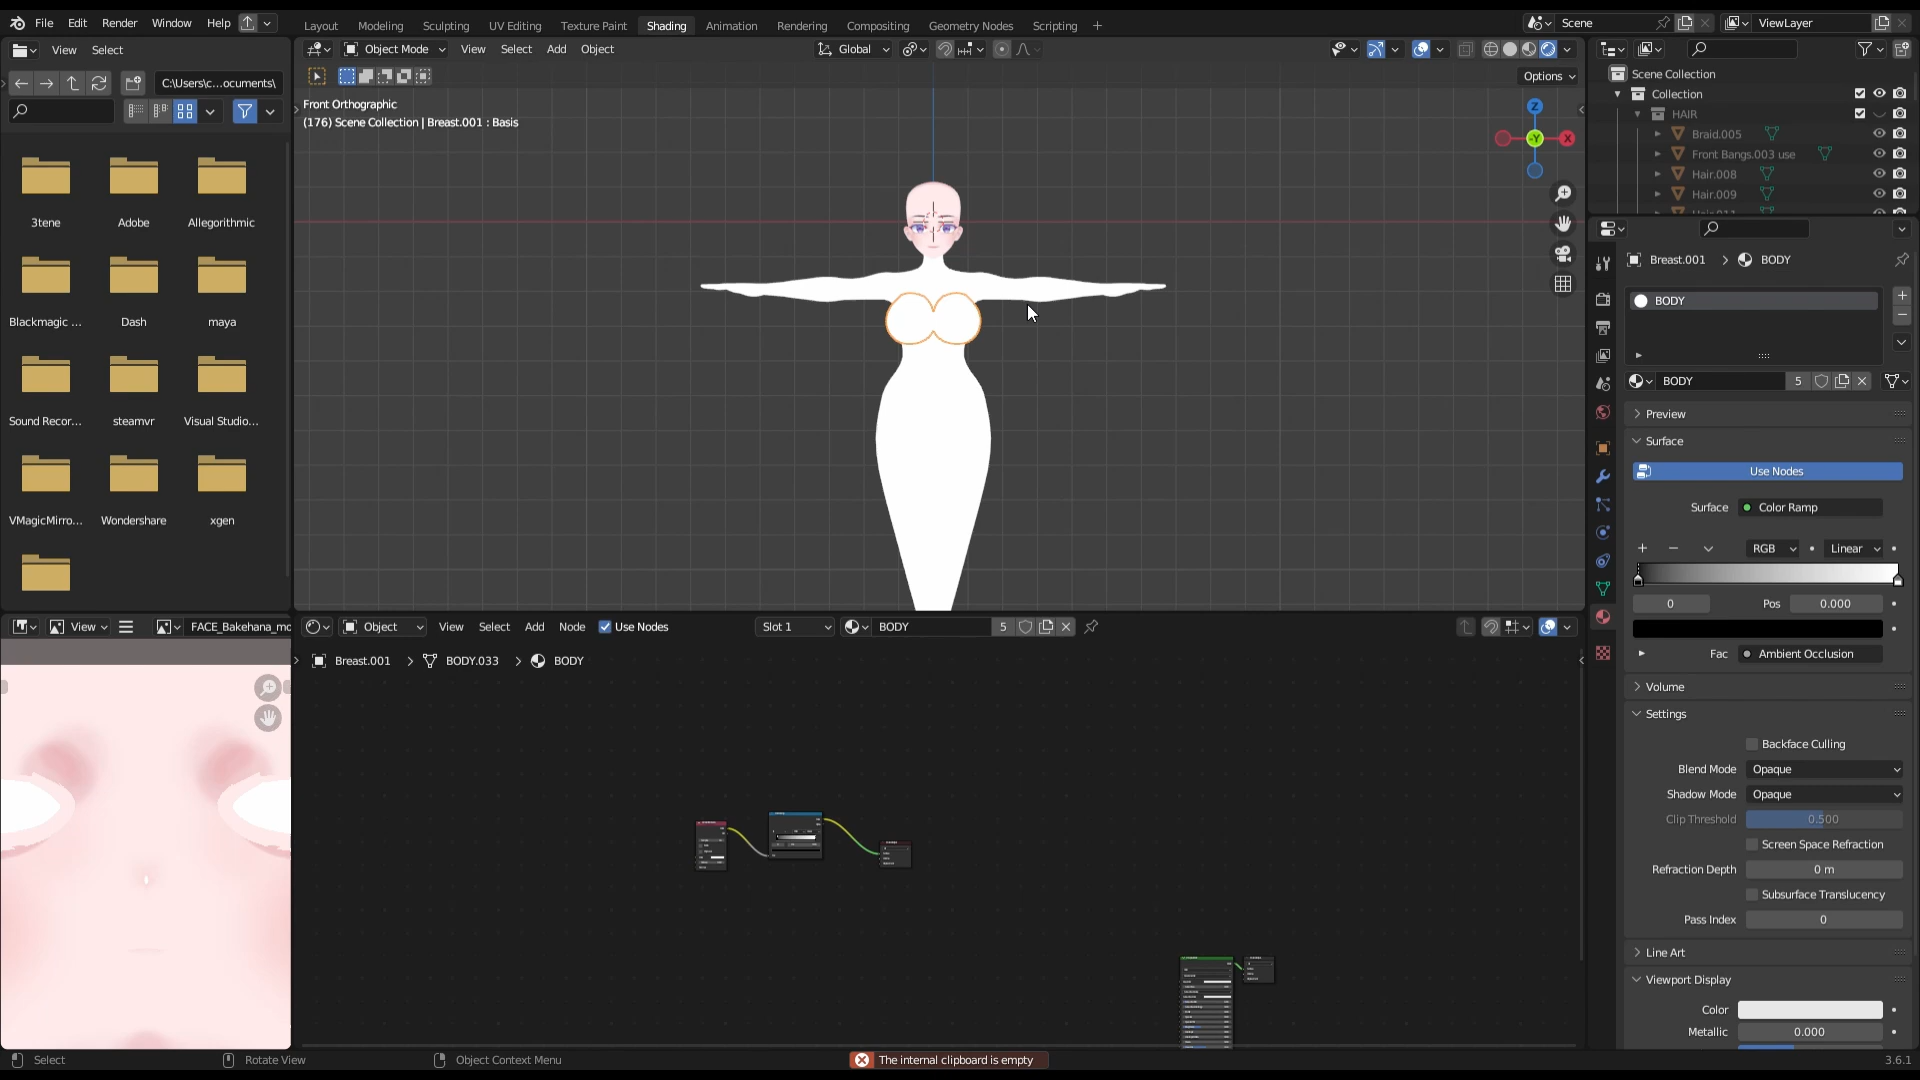 File Edit Render Window Help
Layout Modeling Sculpting UV Editing Texture Paint Shading Animation Rendering Compositing Geometry Nodes Scripting +
Scene
ViewLayer
View Select
Object Mode View Select Add Object
Global
C:\Users\c...ocuments\
Options
Front Orthographic
(176) Scene Collection | Breast.001 : Basis
Z
-Y
X
3tene
Adobe
Allegorithmic
Blackmagic ...
Dash
maya
Sound Recor...
steamvr
Visual Studio...
VMagicMirro...
Wondershare
xgen
Scene Collection
Collection
HAIR
Braid.005
Front Bangs.003 use
Hair.008
Hair.009
Hair.011
Breast.001 > BODY
BODY
BODY 5
Preview
Surface
Use Nodes
Surface Color Ramp
RGB Linear
0 Pos 0.000
Fac Ambient Occlusion
Volume
Settings
Backface Culling
Blend Mode Opaque
Shadow Mode Opaque
Clip Threshold 0.500
Screen Space Refraction
Refraction Depth 0 m
Subsurface Translucency
Pass Index 0
Line Art
Viewport Display
Color
Metallic 0.000
View FACE_Bakehana_mo
Object View Select Add Node Use Nodes Slot 1 BODY 5
Breast.001 > BODY.033 > BODY
Select Rotate View Object Context Menu
The internal clipboard is empty
3.6.1